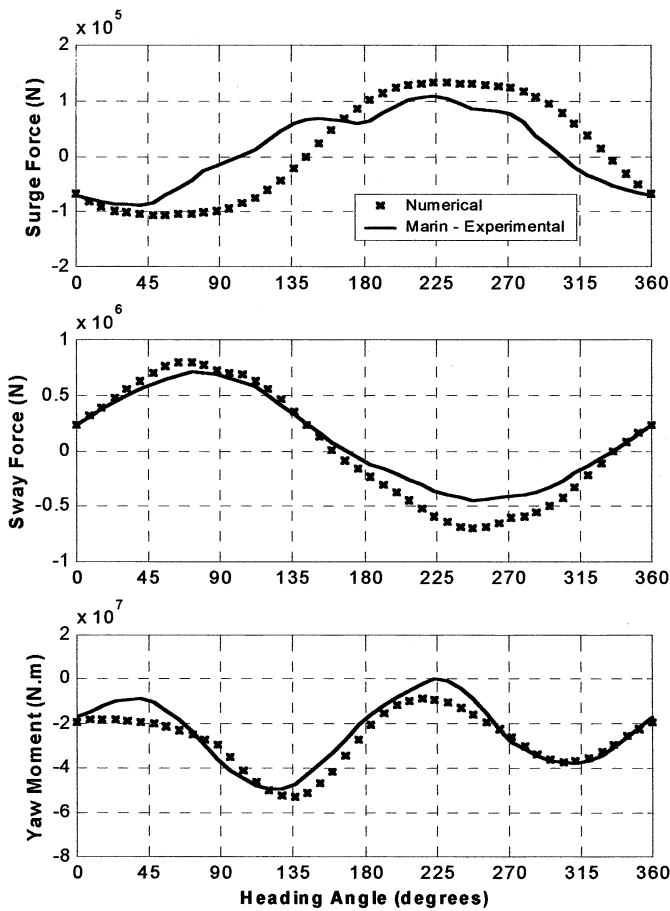 x 10^5
2
1
0
-1
-2
Surge Force (N)
Numerical
Marin - Experimental
0 45 90 135 180 225 270 315 360
x 10^6
1
0.5
0
-0.5
-1
Sway Force (N)
0 45 90 135 180 225 270 315 360
x 10^7
2
0
-2
-4
-6
-8
Yaw Moment (N.m)
0 45 90 135 180 225 270 315 360
Heading Angle (degrees)